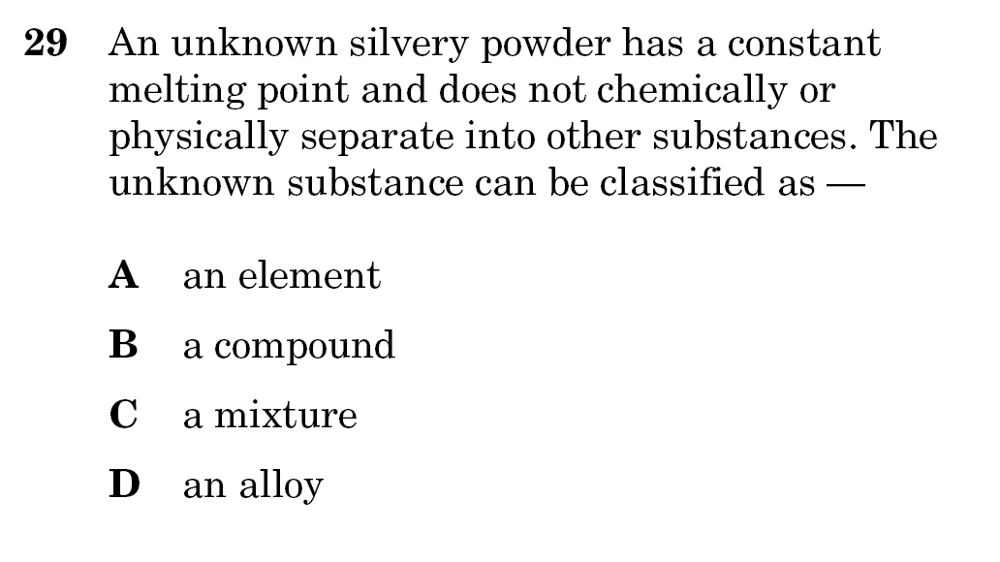 29 An unknown silvery powder has a constant
melting point and does not chemically or
physically separate into other substances. The
unknown substance can be classified as —
A an element
B a compound
C a mixture
D an alloy